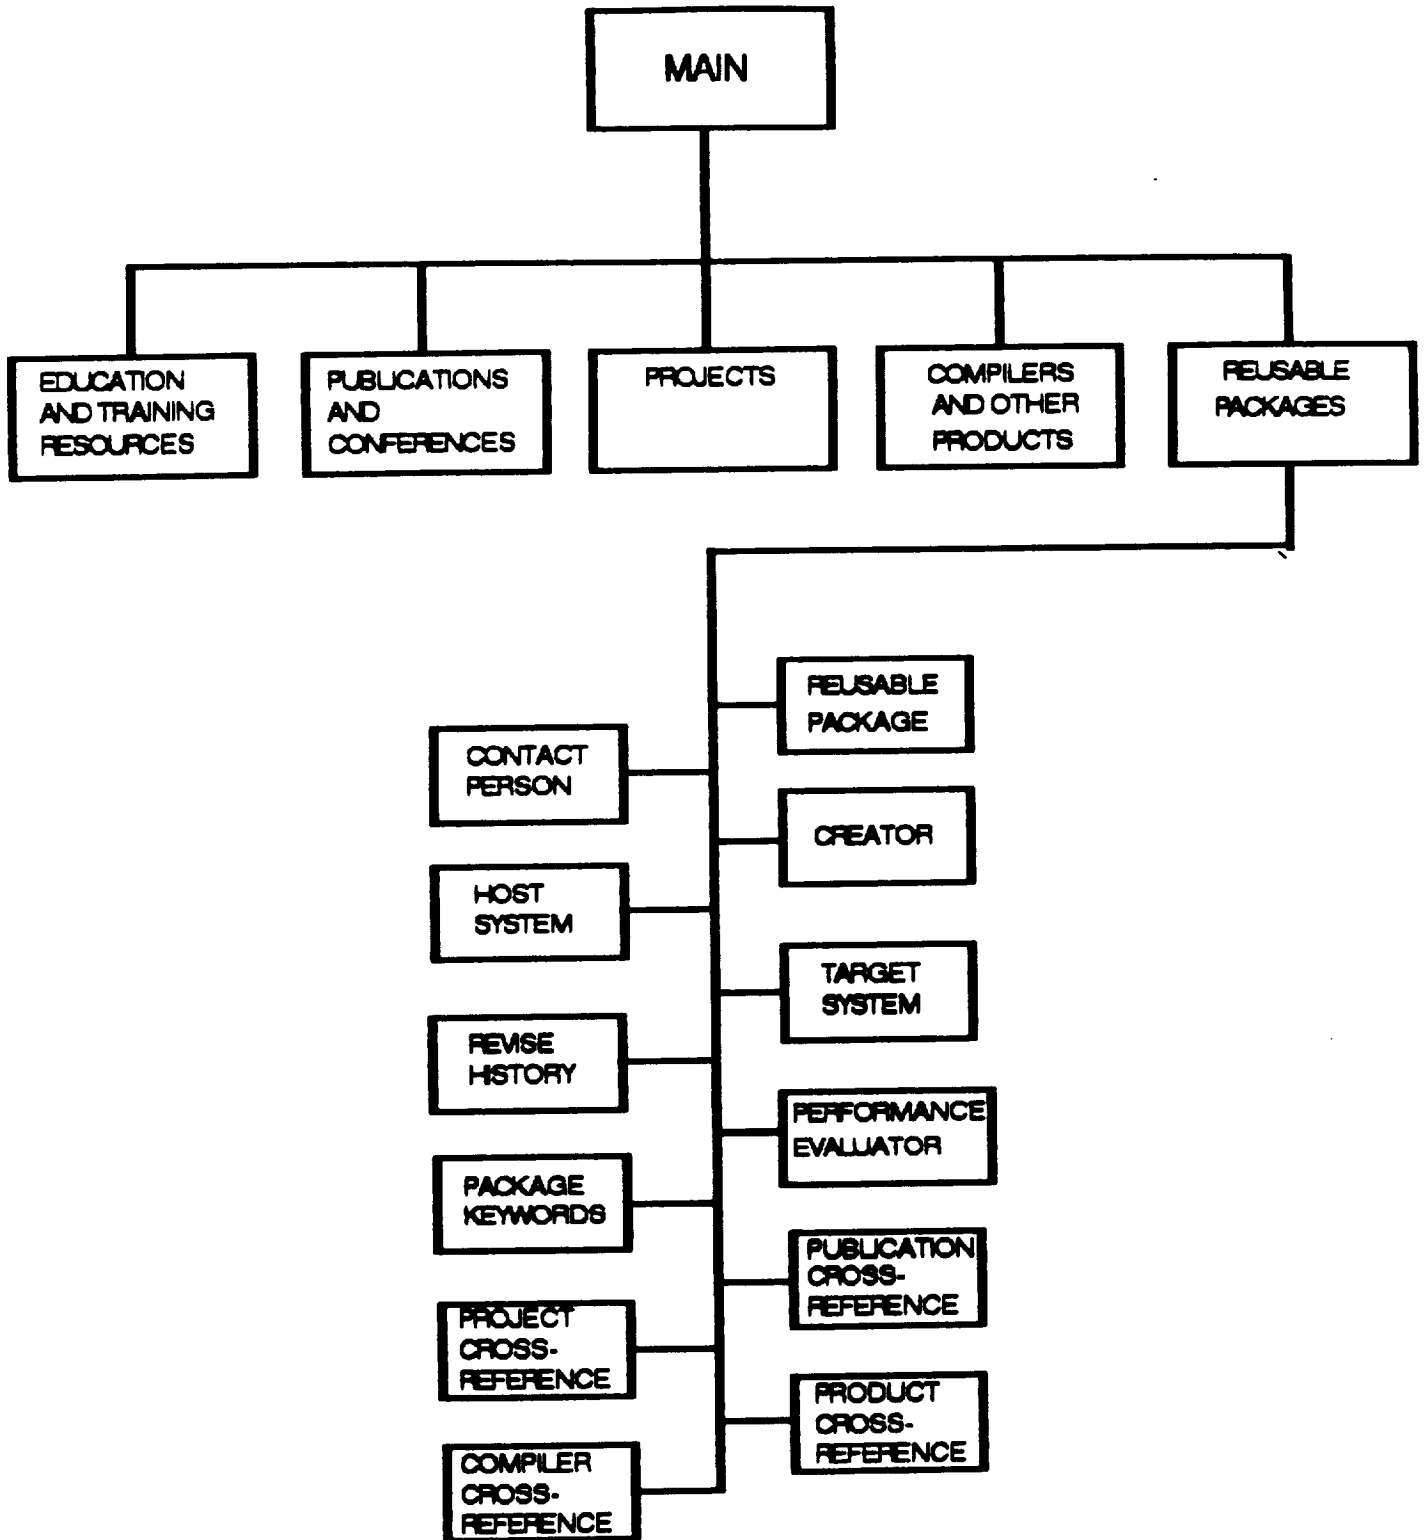 MAIN
EDUCATION
AND TRAINING
RESOURCES
PUBLICATIONS
AND
CONFERENCES
PROJECTS
COMPILERS
AND OTHER
PRODUCTS
REUSABLE
PACKAGES
REUSABLE
PACKAGE
CONTACT
PERSON
CREATOR
HOST
SYSTEM
TARGET
SYSTEM
REVISE
HISTORY
PERFORMANCE
EVALUATOR
PACKAGE
KEYWORDS
PUBLICATION
CROSS-
REFERENCE
PROJECT
CROSS-
REFERENCE
PRODUCT
CROSS-
REFERENCE
COMPILER
CROSS-
REFERENCE